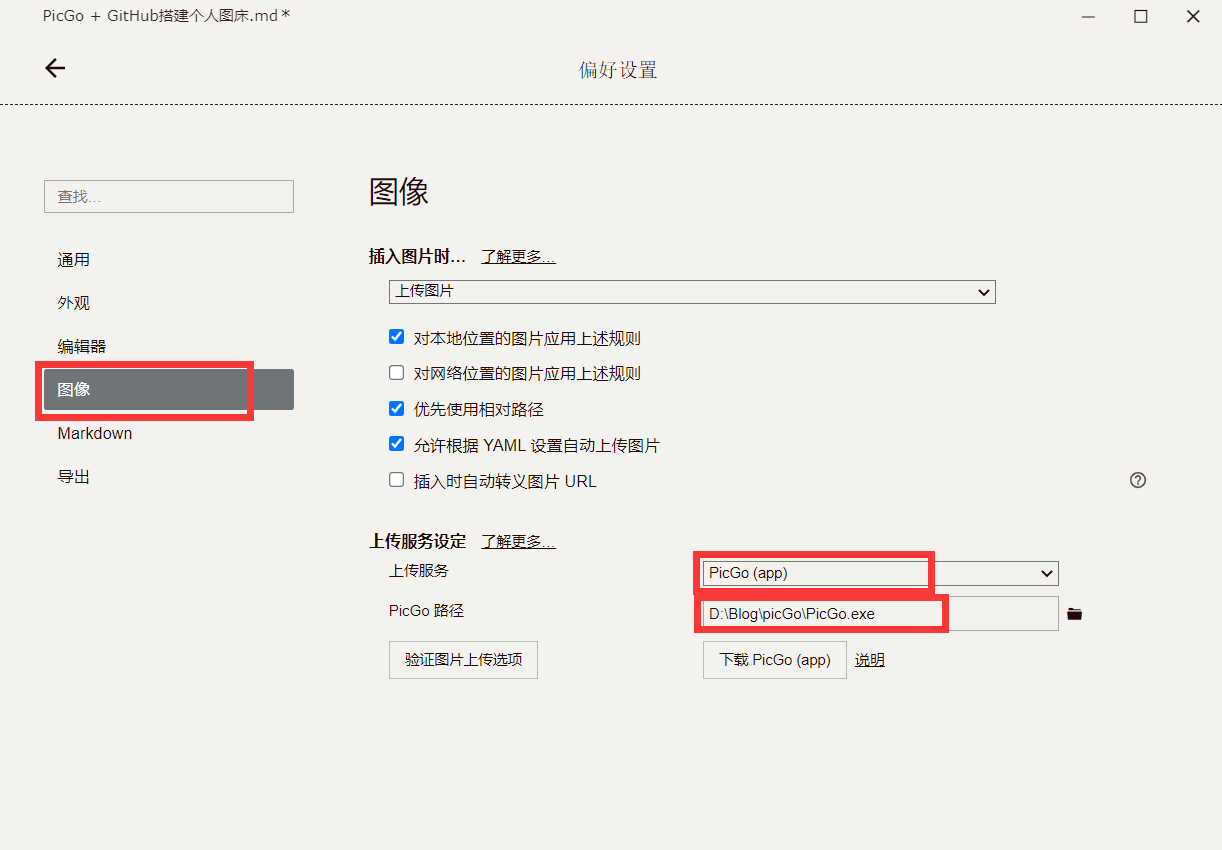 PicGo + GitHub搭建个人图床.md*
偏好设置
查找...
通用
外观
编辑器
图像
Markdown
导出
图像
插入图片时... 了解更多...
上传图片
对本地位置的图片应用上述规则
对网络位置的图片应用上述规则
优先使用相对路径
允许根据 YAML 设置自动上传图片
插入时自动转义图片 URL
上传服务设定 了解更多...
上传服务 PicGo (app)
PicGo 路径 D:\Blog\picGo\PicGo.exe
验证图片上传选项 下载 PicGo (app) 说明